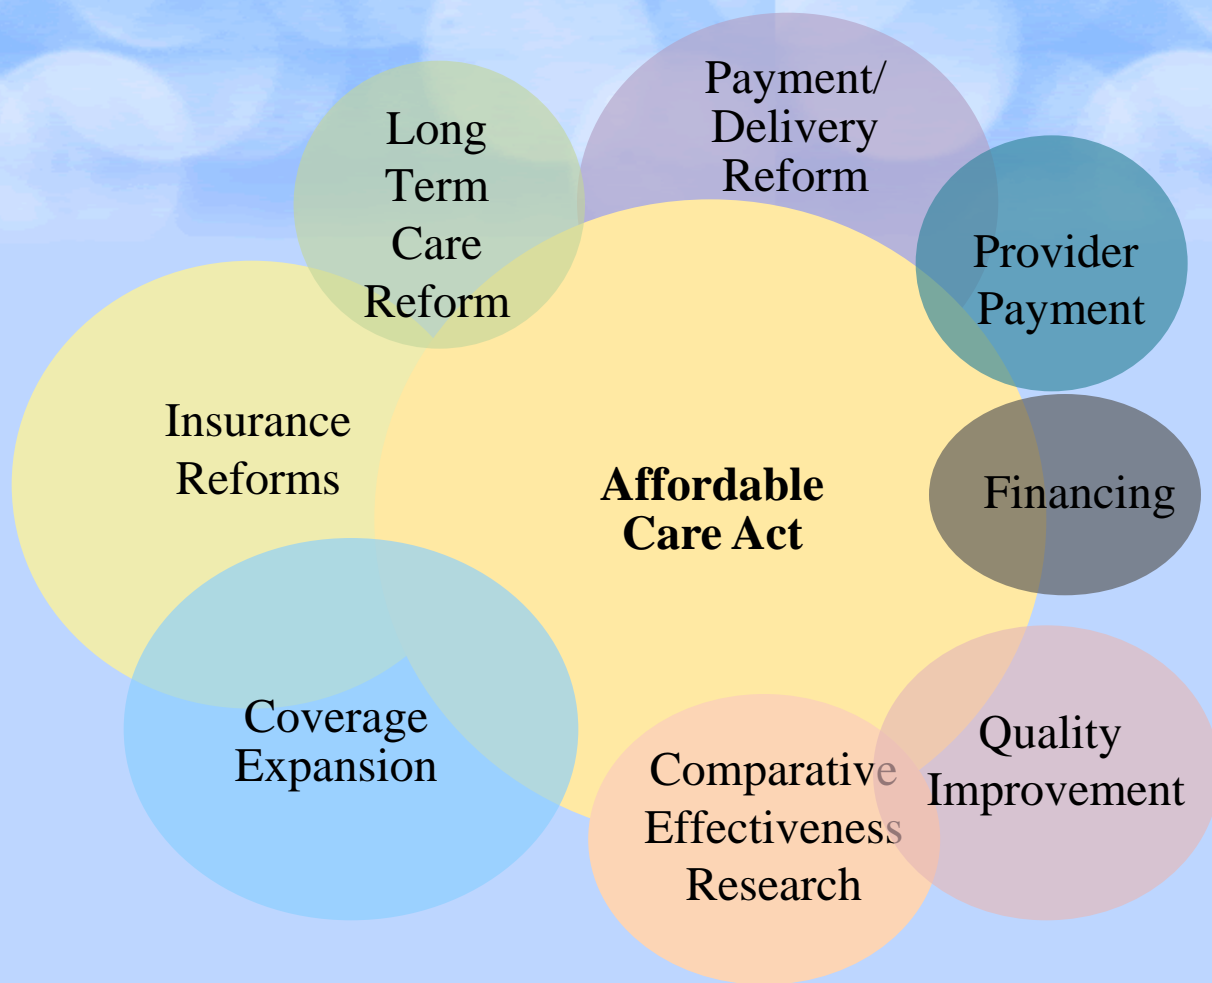 Payment/
Delivery
Reform
Long
Term
Care
Reform
Provider
Payment
Insurance
Reforms
Affordable
Care Act
Financing
Coverage
Expansion
Comparative
Effectiveness
Research
Quality
Improvement